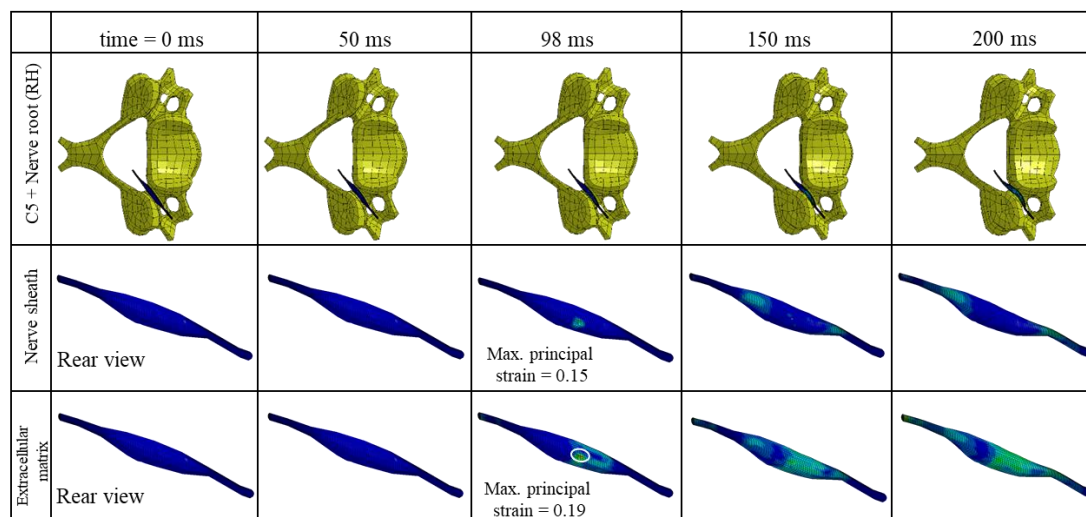 time = 0 ms
50 ms
98 ms
150 ms
200 ms
C5 + Nerve root (RH)
Nerve sheath
Rear view
Max. principal
strain = 0.15
Extracellular
matrix
Rear view
Max. principal
strain = 0.19